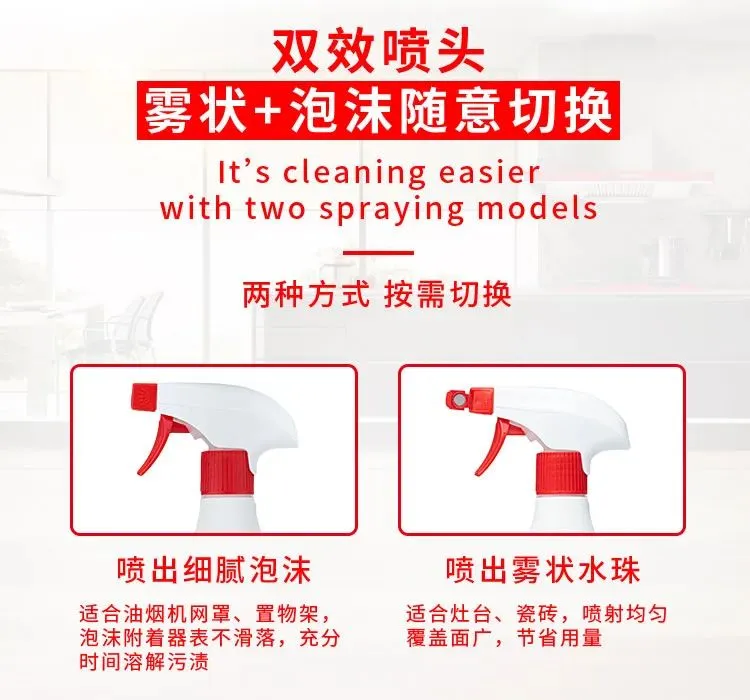 双效喷头
雾状+泡沫随意切换
It's cleaning easier
with two spraying models
两种方式 按需切换
喷出细腻泡沫
适合油烟机网罩、置物架，
泡沫附着器表不滑落，充分
时间溶解污渍
喷出雾状水珠
适合灶台、瓷砖，喷射均匀
覆盖面广，节省用量